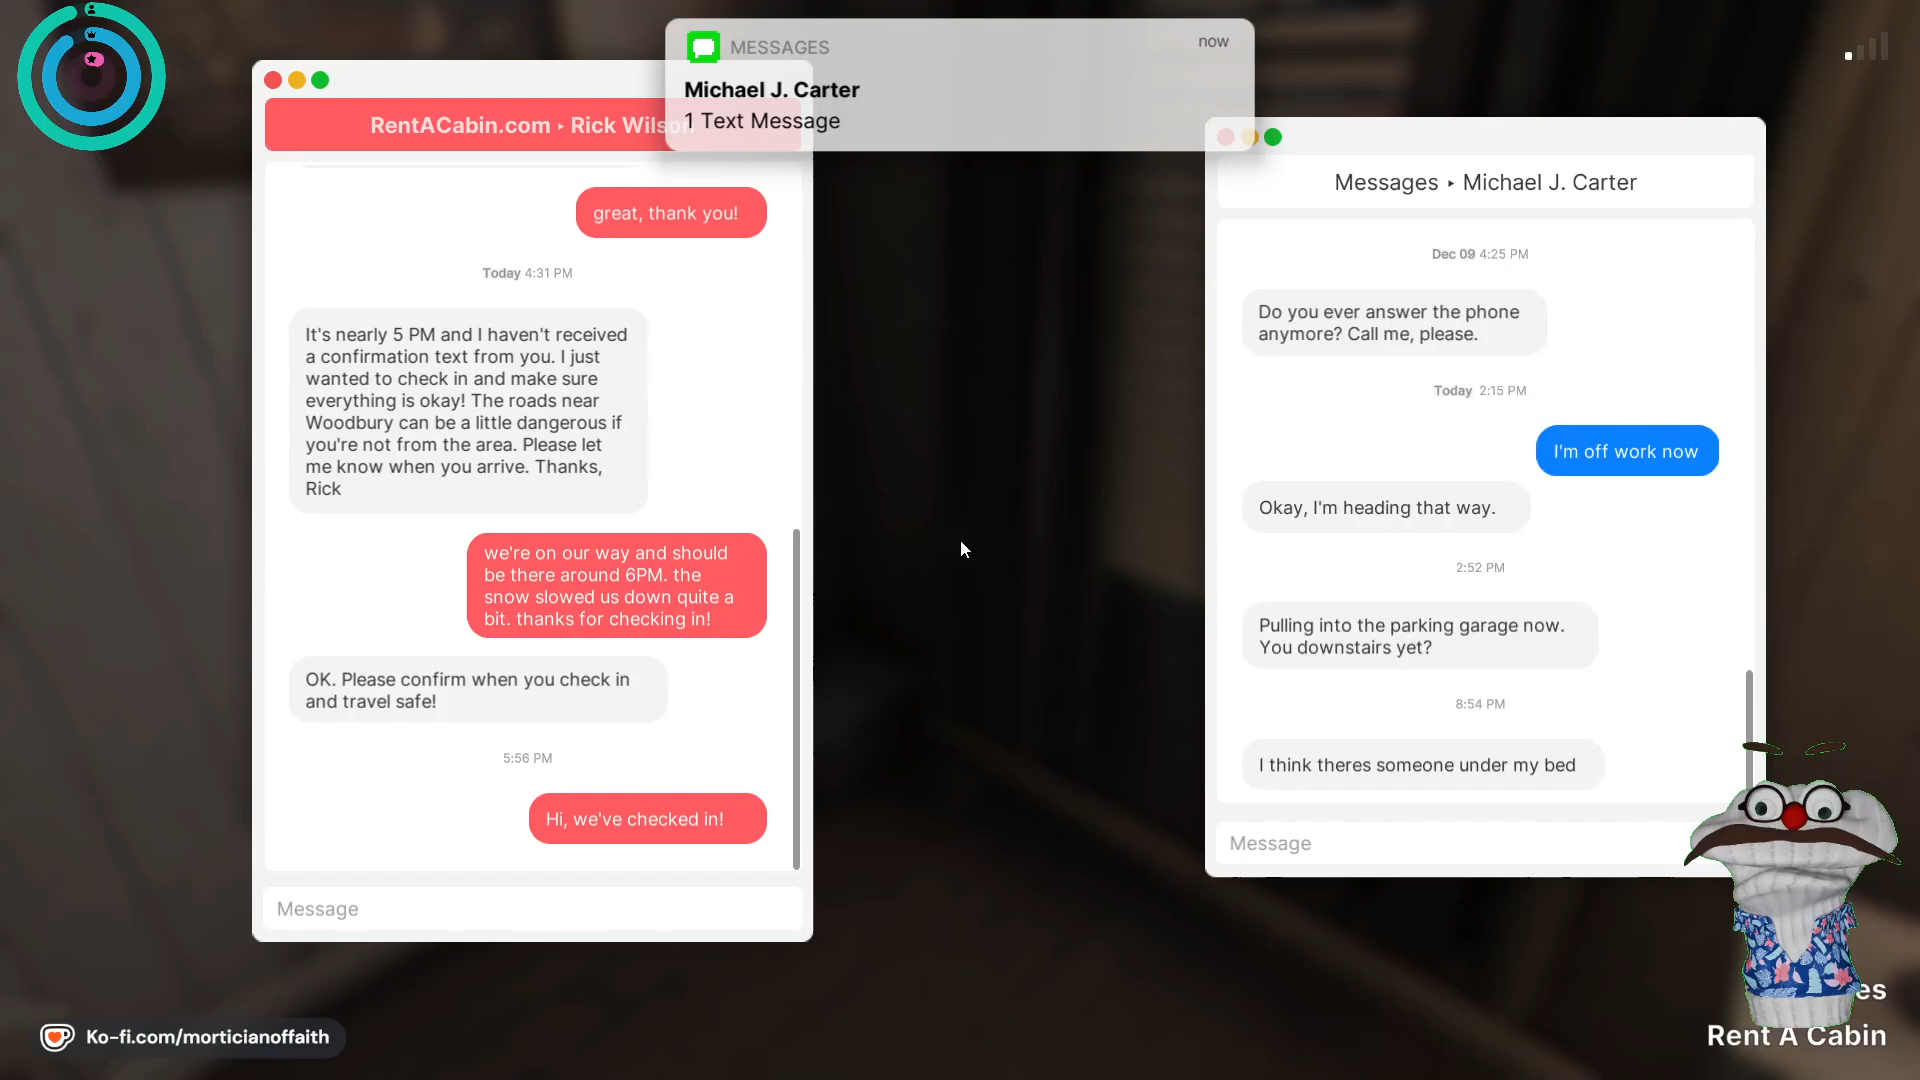 MESSAGES
now
Michael J. Carter
1 Text Message
RentACabin.com ‣ Rick Wilson
great, thank you!
Today 4:31 PM
It's nearly 5 PM and I haven't received
a confirmation text from you. I just
wanted to check in and make sure
everything is okay! The roads near
Woodbury can be a little dangerous if
you're not from the area. Please let
me know when you arrive. Thanks,
Rick
we're on our way and should
be there around 6PM. the
snow slowed us down quite a
bit. thanks for checking in!
OK. Please confirm when you check in
and travel safe!
5:56 PM
Hi, we've checked in!
Message
Messages ‣ Michael J. Carter
Dec 09 4:25 PM
Do you ever answer the phone
anymore? Call me, please.
Today 2:15 PM
I'm off work now
Okay, I'm heading that way.
2:52 PM
Pulling into the parking garage now.
You downstairs yet?
8:54 PM
I think theres someone under my bed
Message
Rent A Cabin
Ko-fi.com/morticianoffaith